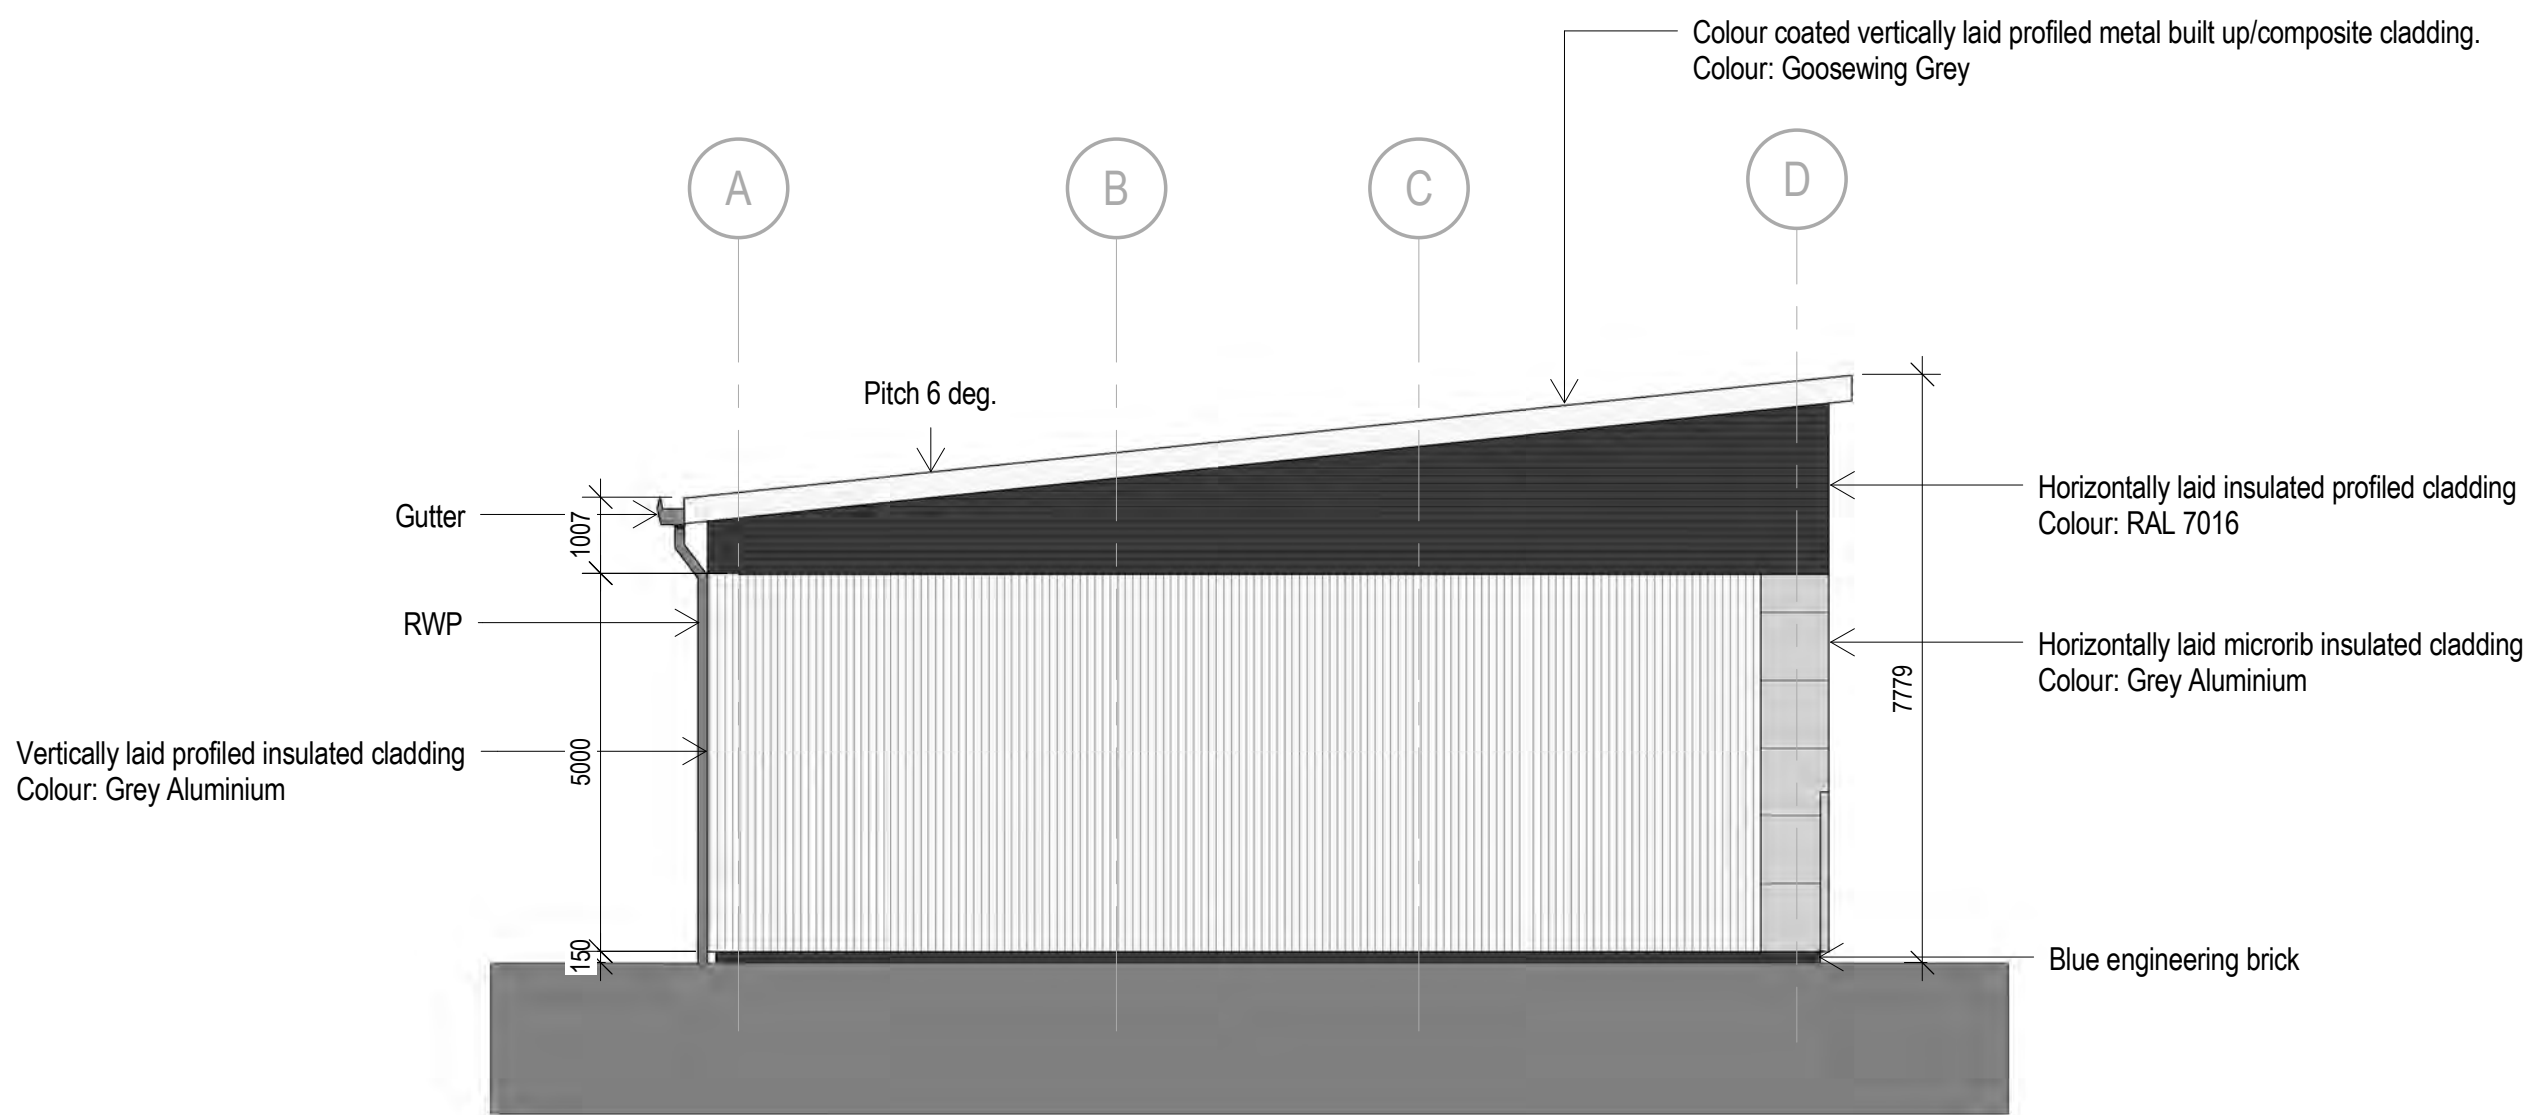 Colour coated vertically laid profiled metal built up/composite cladding.
Colour: Goosewing Grey
A
B
C
D
Pitch 6 deg.
Gutter
1007
Horizontally laid insulated profiled cladding
Colour: RAL 7016
RWP
Horizontally laid microrib insulated cladding
Colour: Grey Aluminium
7779
Vertically laid profiled insulated cladding
Colour: Grey Aluminium
5000
150
Blue engineering brick